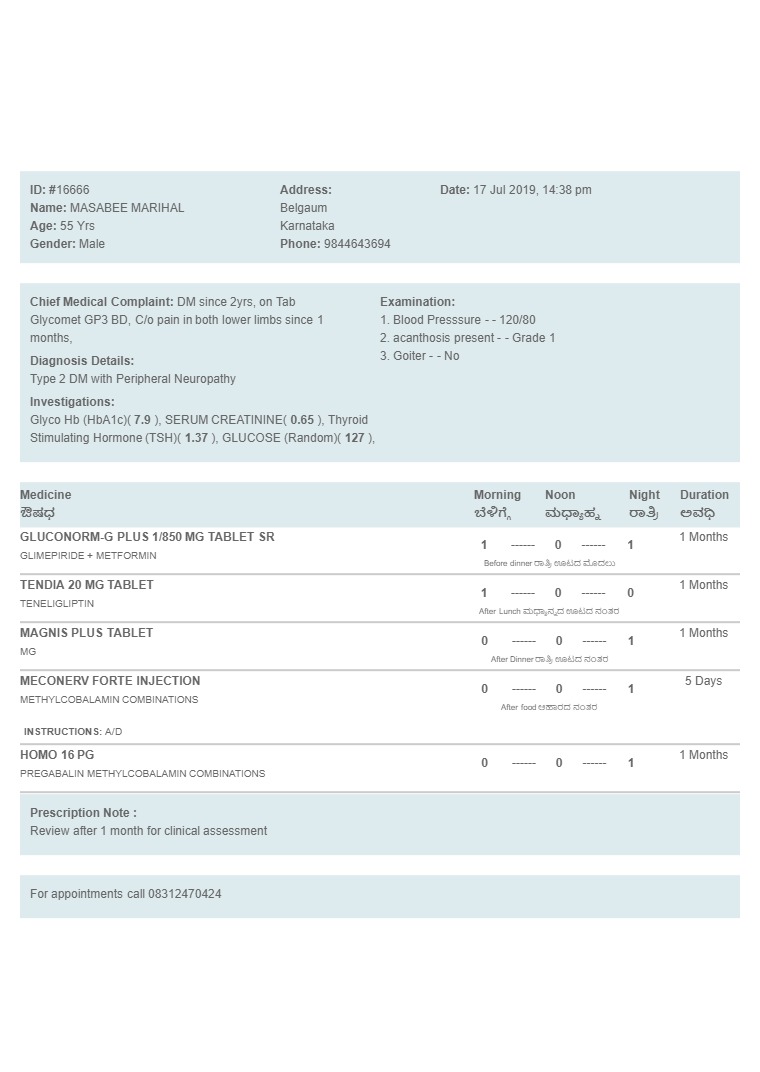 ID: #16666
Name: MASABEE MARIHAL
Age: 55 Yrs
Gender: Male
Address:
Belgaum
Karnataka
Phone: 9844643694
Date: 17 Jul 2019, 14:38 pm
Chief Medical Complaint: DM since 2yrs, on Tab
Glycomet GP3 BD, C/o pain in both lower limbs since 1
months,
Diagnosis Details:
Type 2 DM with Peripheral Neuropathy
Investigations:
Glyco Hb (HbA1c)( 7.9 ), SERUM CREATININE( 0.65 ), Thyroid
Stimulating Hormone (TSH)( 1.37 ), GLUCOSE (Random)( 127 ),
Examination:
1. Blood Presssure - - 120/80
2. acanthosis present - - Grade 1
3. Goiter - - No
Medicine Morning Noon Night Duration
ಔಷಧ ಬೆಳಿಗ್ಗೆ ಮಧ್ಯಾಹ್ನ ರಾತ್ರಿ ಅವಧಿ
GLUCONORM-G PLUS 1/850 MG TABLET SR 1 ------ 0 ------ 1 1 Months
GLIMEPIRIDE + METFORMIN
Before dinner ರಾತ್ರಿ ಊಟದ ಮೊದಲು
TENDIA 20 MG TABLET 1 ------ 0 ------ 0 1 Months
TENELIGLIPTIN
After Lunch ಮಧ್ಯಾನ್ನದ ಊಟದ ನಂತರ
MAGNIS PLUS TABLET 0 ------ 0 ------ 1 1 Months
MG
After Dinner ರಾತ್ರಿ ಊಟದ ನಂತರ
MECONERV FORTE INJECTION 0 ------ 0 ------ 1 5 Days
METHYLCOBALAMIN COMBINATIONS
After food ಆಹಾರದ ನಂತರ
INSTRUCTIONS: A/D
HOMO 16 PG 0 ------ 0 ------ 1 1 Months
PREGABALIN METHYLCOBALAMIN COMBINATIONS
Prescription Note :
Review after 1 month for clinical assessment
For appointments call 08312470424